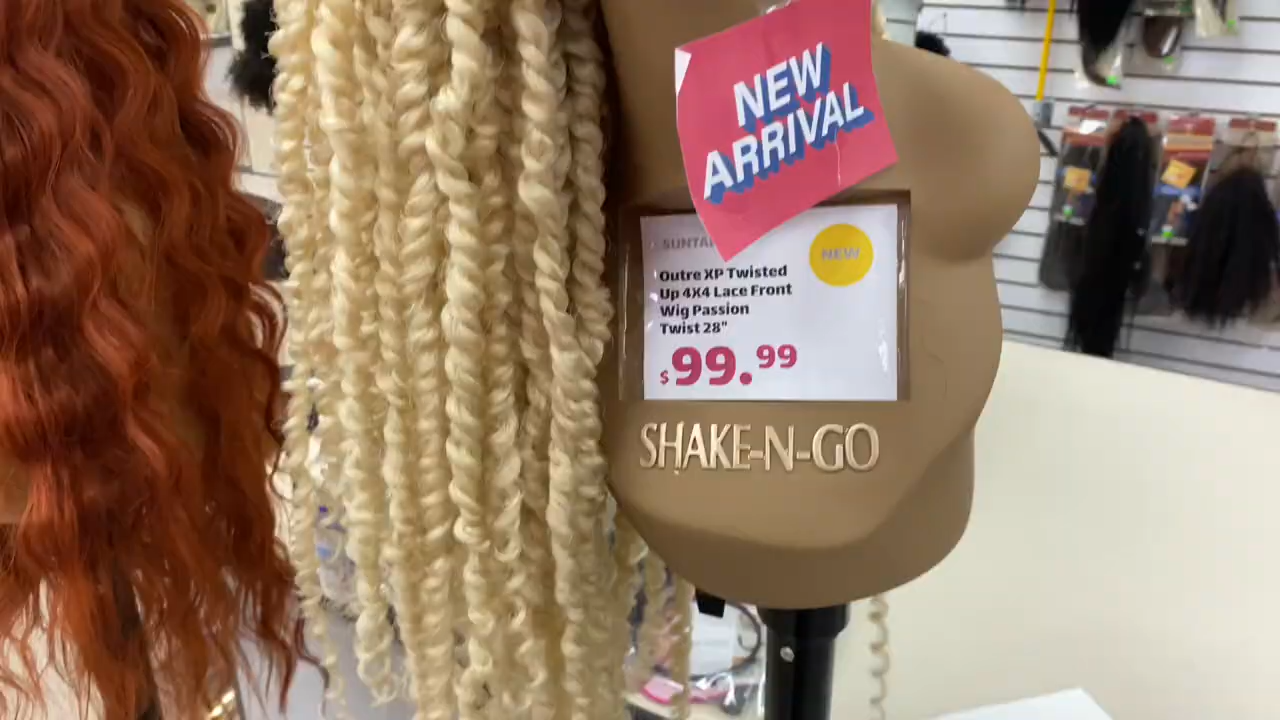 NEW
ARRIVAL
NEW
Outre XP Twisted
Up 4X4 Lace Front
Wig Passion
Twist 28"
$99.99
SHAKE-N-GO